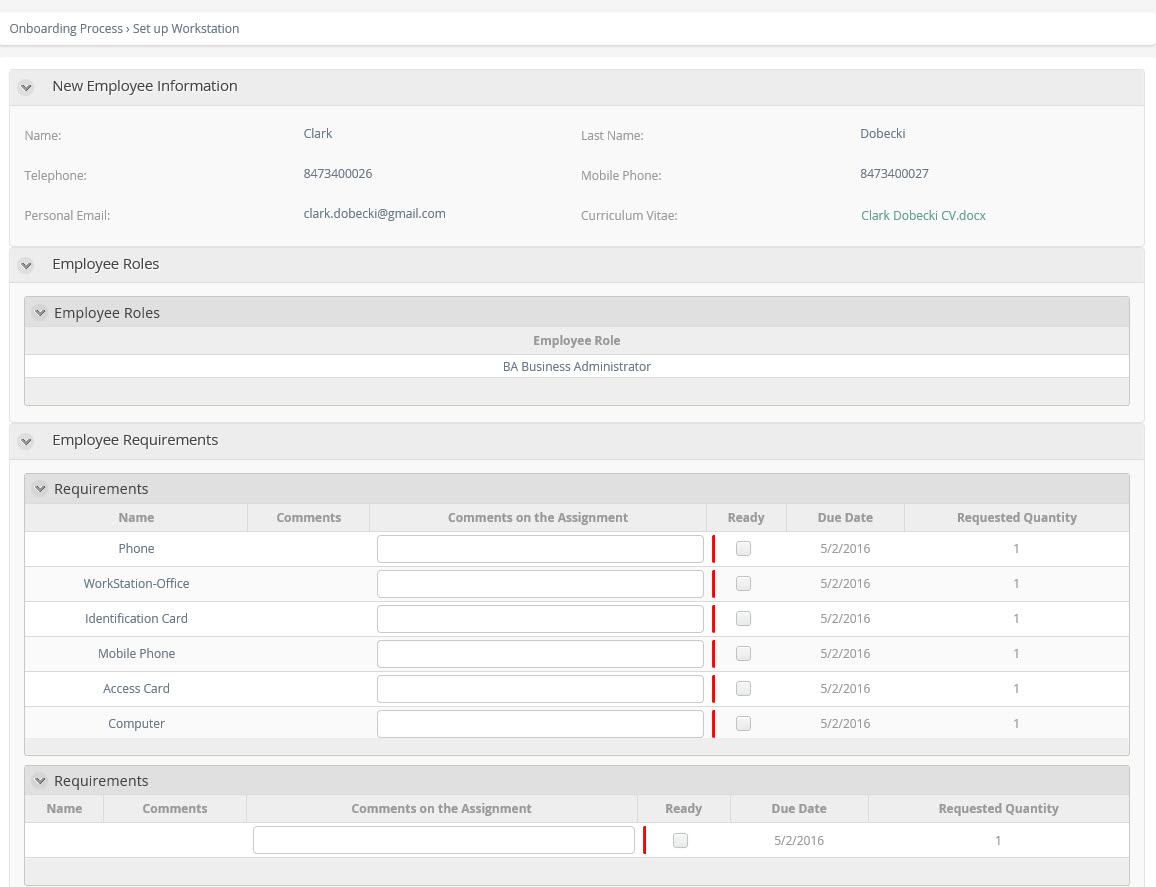 Onboarding Process › Set up Workstation
New Employee Information
Name: Clark Last Name: Dobecki
Telephone: 8473400026 Mobile Phone: 8473400027
Personal Email: clark.dobecki@gmail.com Curriculum Vitae: Clark Dobecki CV.docx
Employee Roles
Employee Roles
Employee Role
BA Business Administrator
Employee Requirements
Requirements
Name Comments Comments on the Assignment Ready Due Date Requested Quantity
Phone 5/2/2016 1
WorkStation-Office 5/2/2016 1
Identification Card 5/2/2016 1
Mobile Phone 5/2/2016 1
Access Card 5/2/2016 1
Computer 5/2/2016 1
Requirements
Name Comments Comments on the Assignment Ready Due Date Requested Quantity
5/2/2016 1